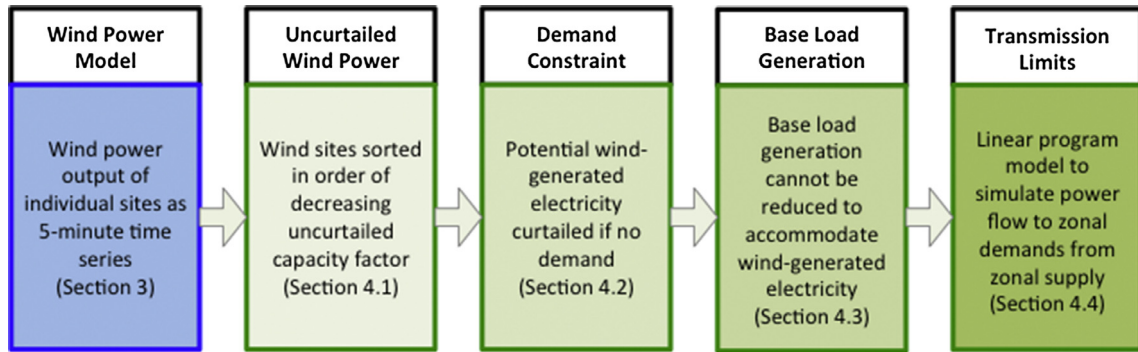 Wind Power
Model
Wind power
output of
individual sites as
5-minute time
series
(Section 3)
Uncurtailed
Wind Power
Wind sites sorted
in order of
decreasing
uncurtailed
capacity factor
(Section 4.1)
Demand
Constraint
Potential wind-
generated
electricity
curtailed if no
demand
(Section 4.2)
Base Load
Generation
Base load
generation
cannot be
reduced to
accommodate
wind-generated
electricity
(Section 4.3)
Transmission
Limits
Linear program
model to
simulate power
flow to zonal
demands from
zonal supply
(Section 4.4)